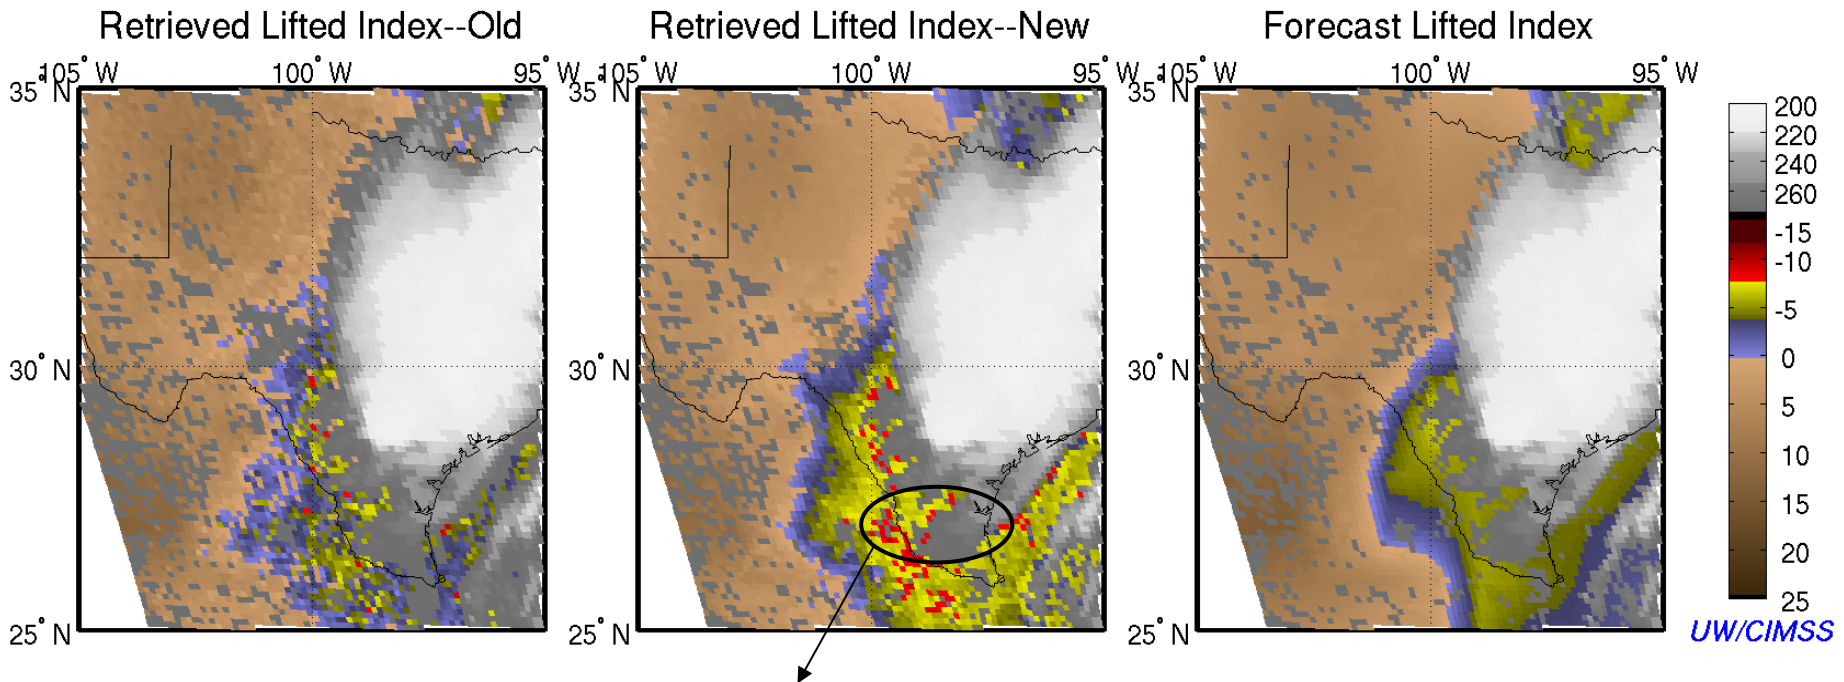 Retrieved Lifted Index--Old
Retrieved Lifted Index--New
Forecast Lifted Index
105° W
100° W
95° W
105° W
100° W
95° W
105° W
100° W
95° W
35° N
30° N
25° N
35° N
30° N
25° N
35° N
30° N
25° N
200
220
240
260
-15
-10
-5
0
5
10
15
20
25
UW/CIMSS